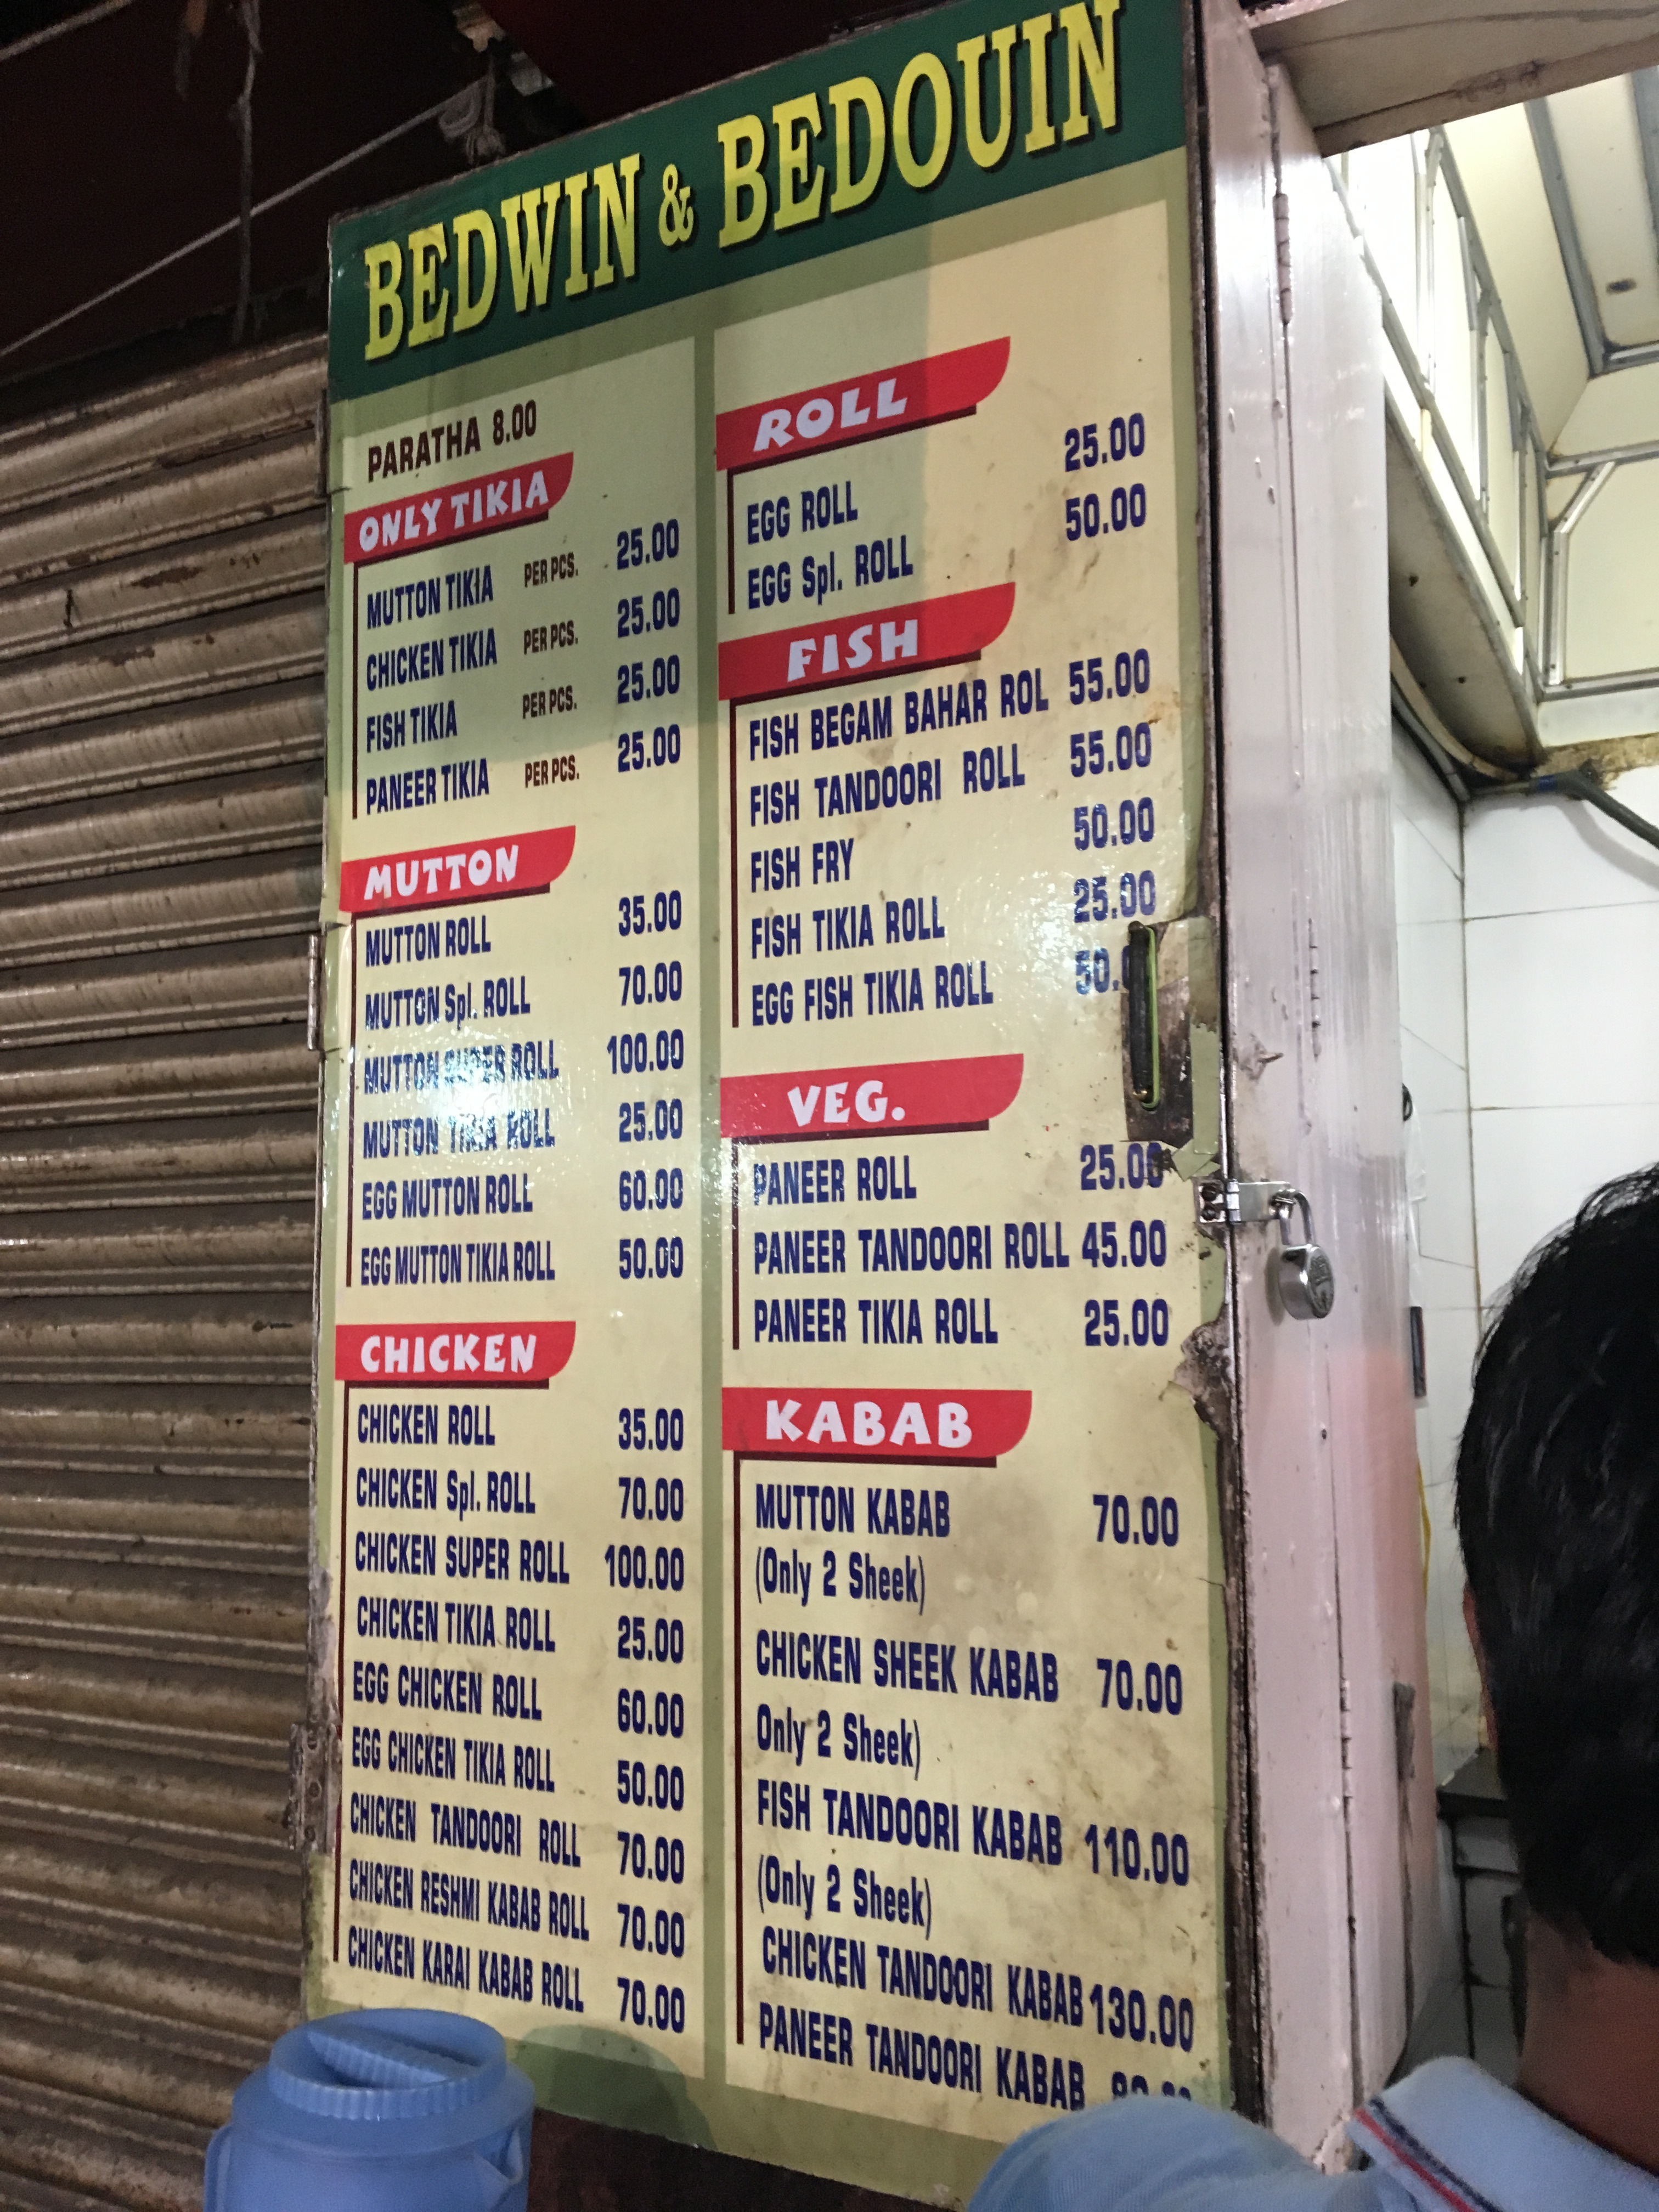 BEDWIN & BEDOUIN
PARATHA 8.00
ONLY TIKIA
MUTTON TIKIA PER PCS. 25.00
CHICKEN TIKIA PER PCS. 25.00
FISH TIKIA PER PCS. 25.00
PANEER TIKIA PER PCS. 25.00
MUTTON
MUTTON ROLL 35.00
MUTTON Spl. ROLL 70.00
MUTTON SUPER ROLL 100.00
MUTTON TIKIA ROLL 25.00
EGG MUTTON ROLL 60.00
EGG MUTTON TIKIA ROLL 50.00
CHICKEN
CHICKEN ROLL 35.00
CHICKEN Spl. ROLL 70.00
CHICKEN SUPER ROLL 100.00
CHICKEN TIKIA ROLL 25.00
EGG CHICKEN ROLL 60.00
EGG CHICKEN TIKIA ROLL 50.00
CHICKEN TANDOORI ROLL 70.00
CHICKEN RESHMI KABAB ROLL 70.00
CHICKEN KARAI KABAB ROLL 70.00
ROLL
EGG ROLL 25.00
EGG Spl. ROLL 50.00
FISH
FISH BEGAM BAHAR ROL 55.00
FISH TANDOORI ROLL 55.00
FISH FRY 50.00
FISH TIKIA ROLL 25.00
EGG FISH TIKIA ROLL 50.
VEG.
PANEER ROLL 25.00
PANEER TANDOORI ROLL 45.00
PANEER TIKIA ROLL 25.00
KABAB
MUTTON KABAB 70.00
(Only 2 Sheek)
CHICKEN SHEEK KABAB 70.00
Only 2 Sheek)
FISH TANDOORI KABAB 110.00
(Only 2 Sheek)
CHICKEN TANDOORI KABAB 130.00
PANEER TANDOORI KABAB